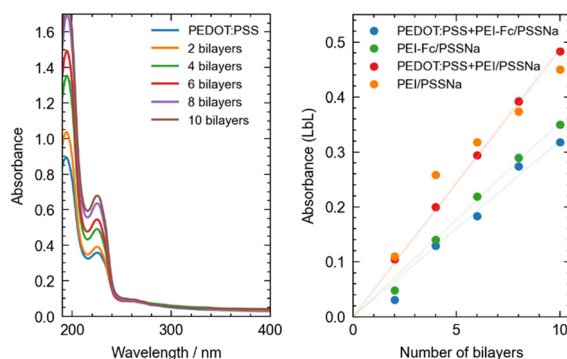 PEDOT:PSS
2 bilayers
4 bilayers
6 bilayers
8 bilayers
10 bilayers
1.6
1.4
1.2
1.0
0.8
0.6
0.4
0.2
0.0
Absorbance
200
300
400
Wavelength / nm
PEDOT:PSS+PEI-Fc/PSSNa
PEI-Fc/PSSNa
PEDOT:PSS+PEI/PSSNa
PEI/PSSNa
0.5
0.4
0.3
0.2
0.1
0.0
Absorbance (LbL)
0
5
10
Number of bilayers